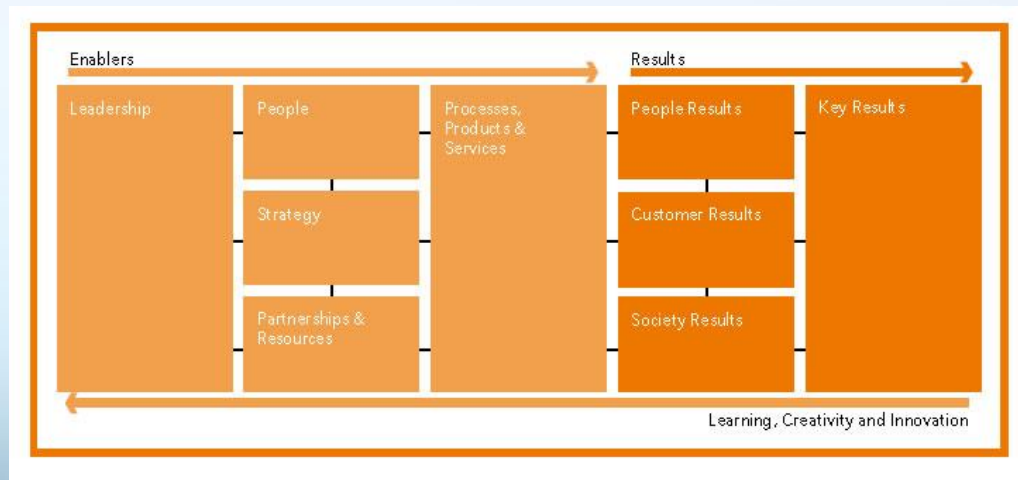 Enablers
Results
Leadership
People
Processes,
Products &
Services
People Results
Key Results
Strategy
Customer Results
Partnerships &
Resources
Society Results
Learning, Creativity and Innovation